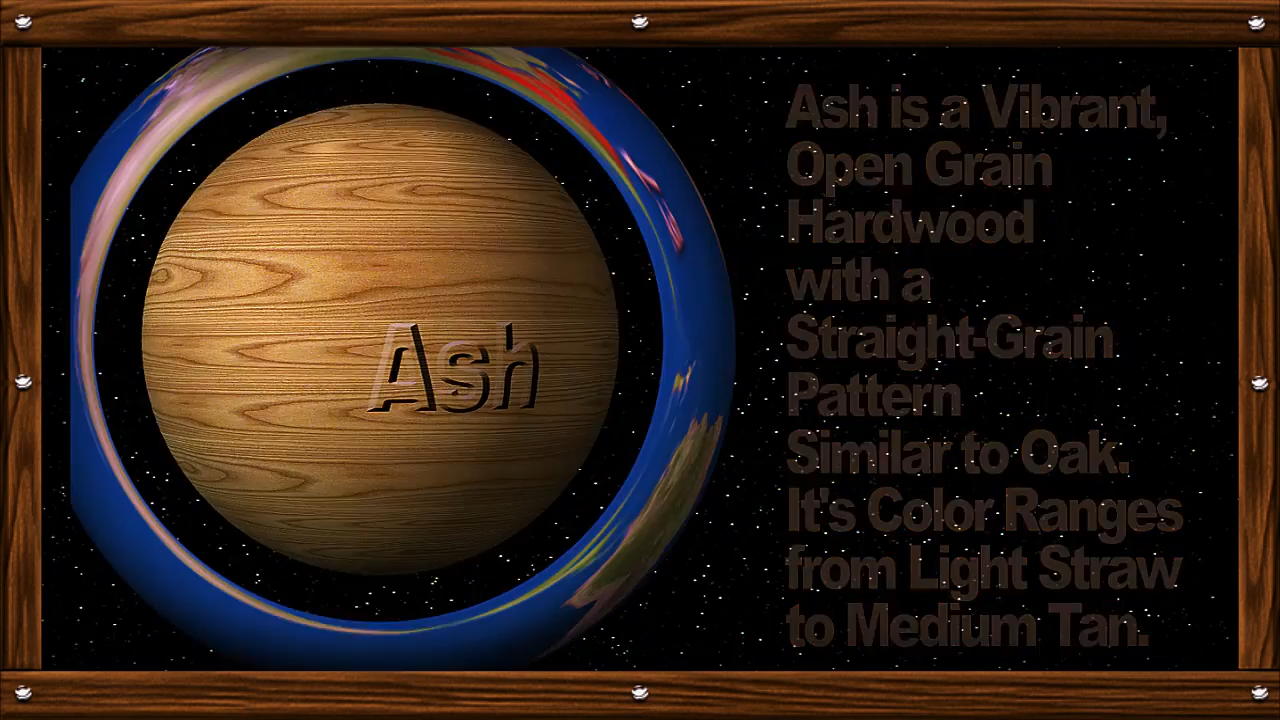 Ash
Ash is a Vibrant,
Open Grain
Hardwood
with a
Straight-Grain
Pattern
Similar to Oak.
It's Color Ranges
from Light Straw
to Medium Tan.